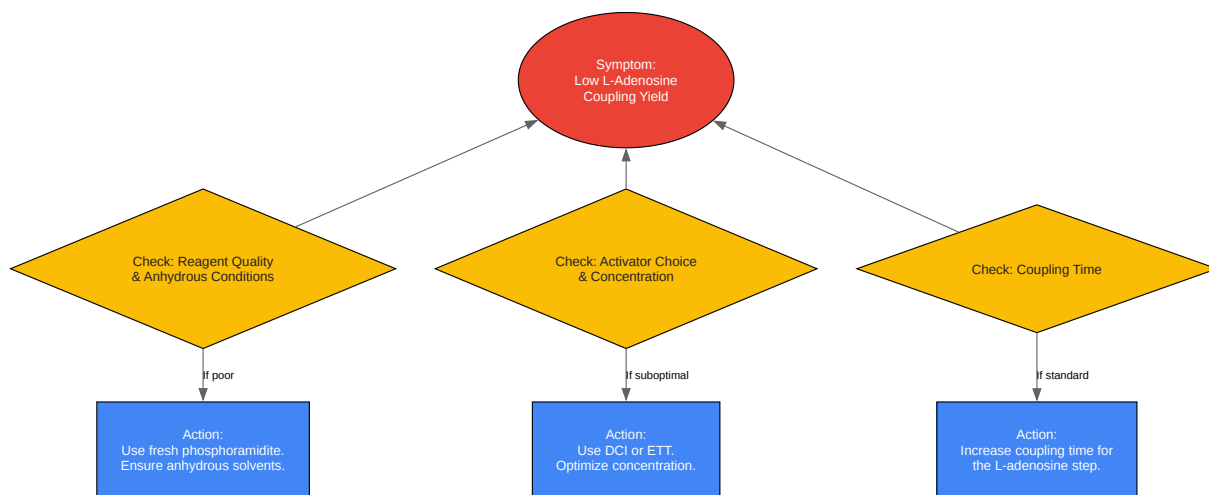 Symptom:
Low L-Adenosine
Coupling Yield
Check: Reagent Quality
& Anhydrous Conditions
Check: Activator Choice
& Concentration
Check: Coupling Time
If poor
If suboptimal
If standard
Action:
Use fresh phosphoramidite.
Ensure anhydrous solvents.
Action:
Use DCI or ETT.
Optimize concentration.
Action:
Increase coupling time for
the L-adenosine step.